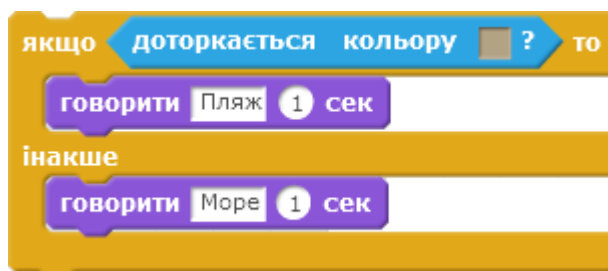 якщо доторкається кольору ? то
говорити Пляж 1 сек
інакше
говорити Море 1 сек